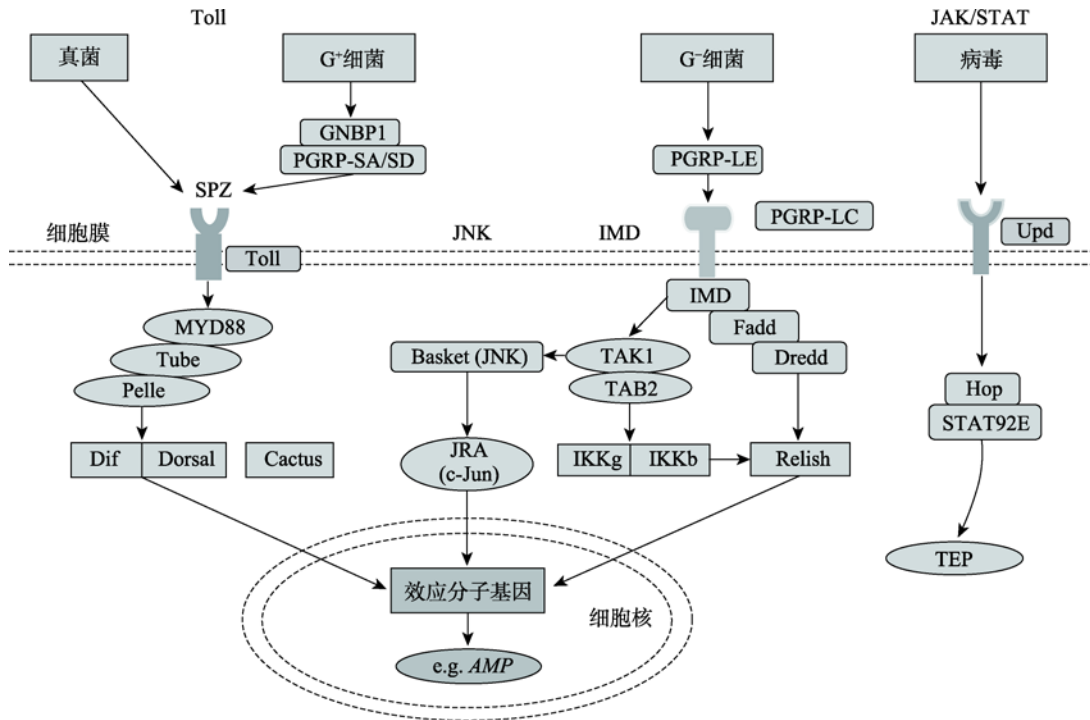 Toll
JAK/STAT
真菌
G⁺细菌
G⁻细菌
病毒
GNBP1
PGRP-SA/SD
PGRP-LE
SPZ
PGRP-LC
细胞膜
JNK
IMD
Upd
Toll
IMD
MYD88
Fadd
Tube
Basket (JNK)
TAK1
Dredd
Pelle
TAB2
Hop
STAT92E
Dif
Dorsal
Cactus
JRA
(c-Jun)
IKKg
IKKb
Relish
TEP
效应分子基因
细胞核
e.g. AMP